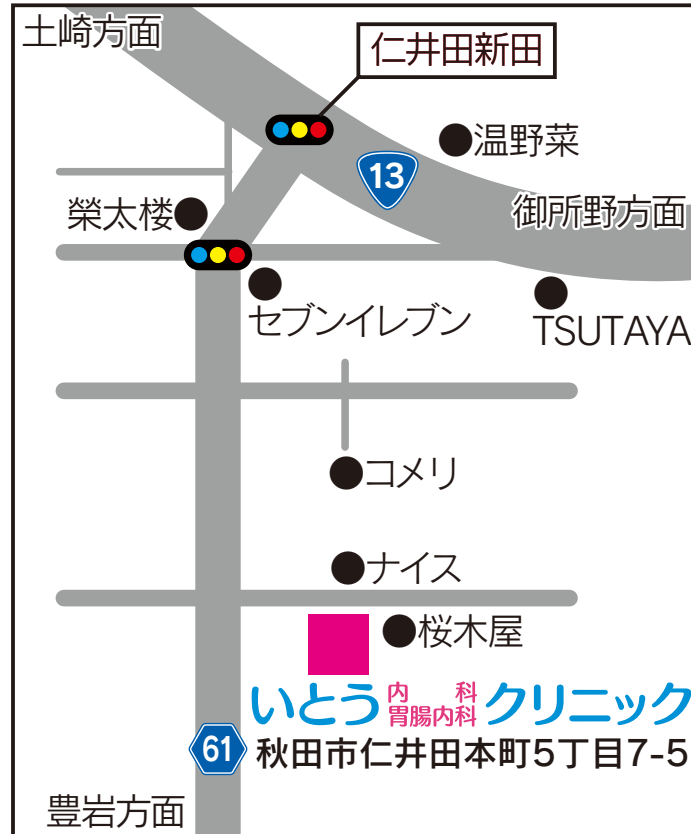 土崎方面
仁井田新田
温野菜
13
榮太楼
御所野方面
セブンイレブン
TSUTAYA
コメリ
ナイス
桜木屋
いとう 内科 胃腸内科 クリニック
61 秋田市仁井田本町5丁目7-5
豊岩方面